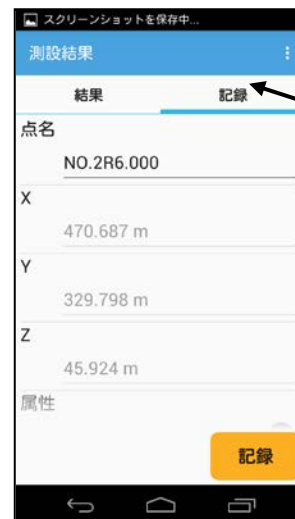 スクリーンショットを保存中...
測設結果
結果 記録
点名
NO.2R6.000
X
470.687 m
Y
329.798 m
Z
45.924 m
属性
記録